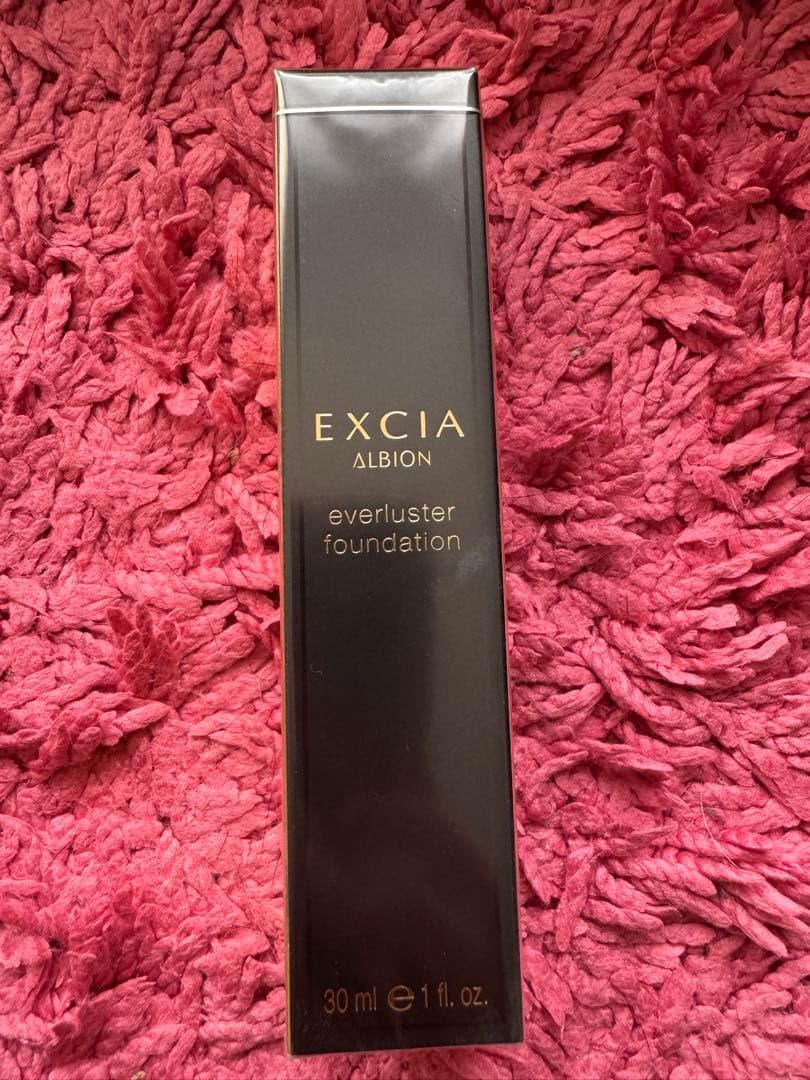 EXCIA
ALBION
everluster
foundation
30 ml ℮ 1 fl. oz.